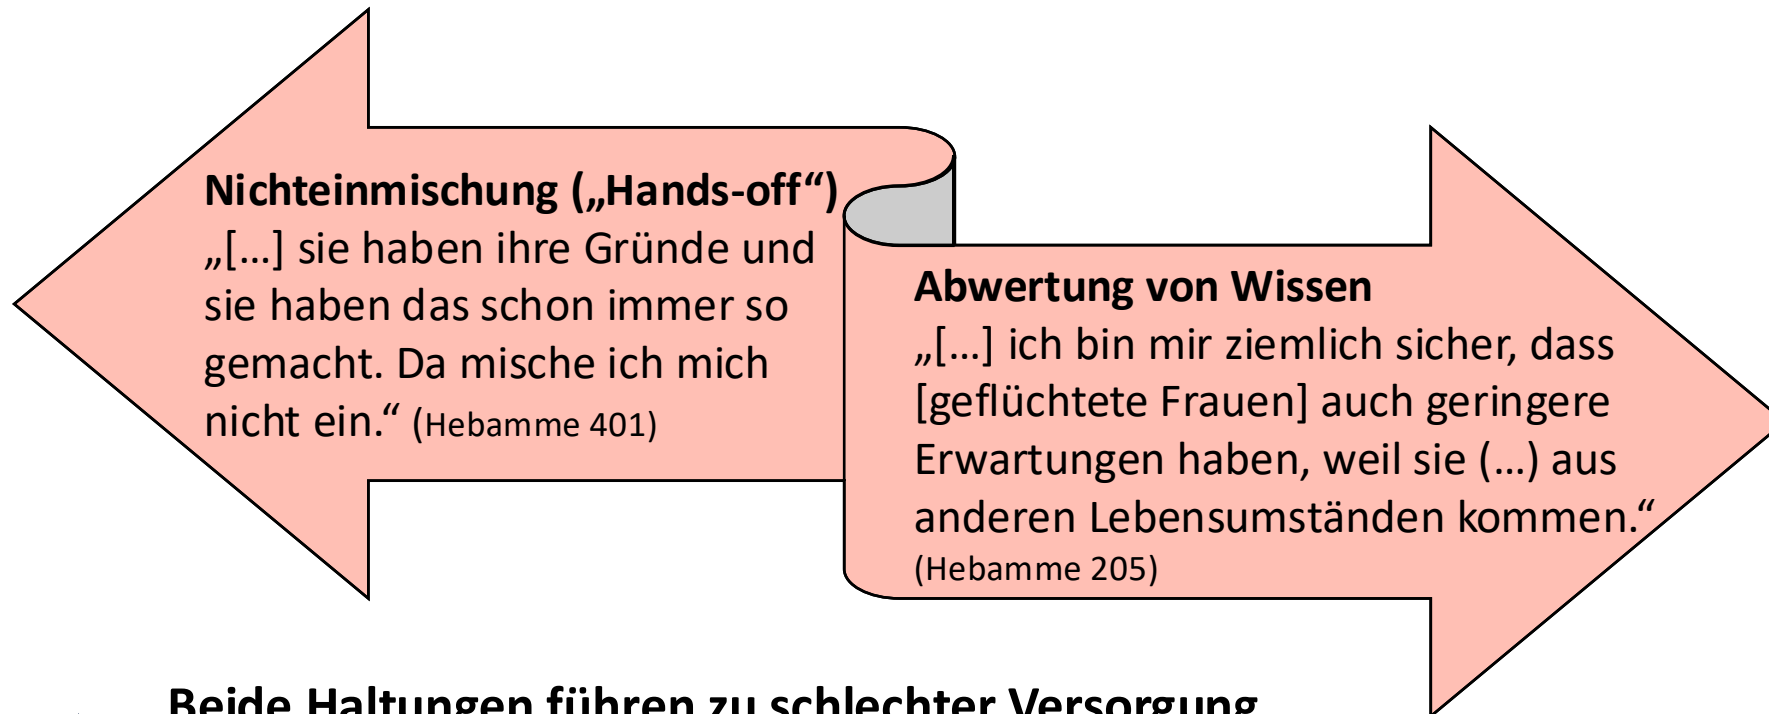 Nichteinmischung („Hands-off“)
„[…] sie haben ihre Gründe und
sie haben das schon immer so
gemacht. Da mische ich mich
nicht ein.“ (Hebamme 401)
Abwertung von Wissen
„[…] ich bin mir ziemlich sicher, dass
[geflüchtete Frauen] auch geringere
Erwartungen haben, weil sie (…) aus
anderen Lebensumständen kommen.“
(Hebamme 205)
Beide Haltungen führen zu schlechter Versorgung